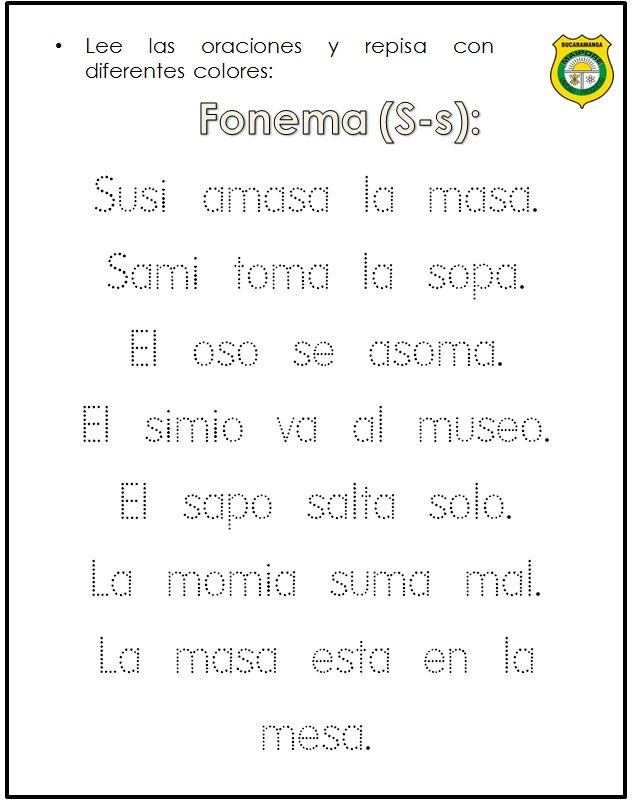 • Lee las oraciones y repisa con
diferentes colores:
BUCARAMANGA
MAIPORE
Fonema (S-s):
Susi amasa la masa.
Sami toma la sopa.
El oso se asoma.
El simio va al museo.
El sapo salta solo.
La momia suma mal.
La masa esta en la
mesa.